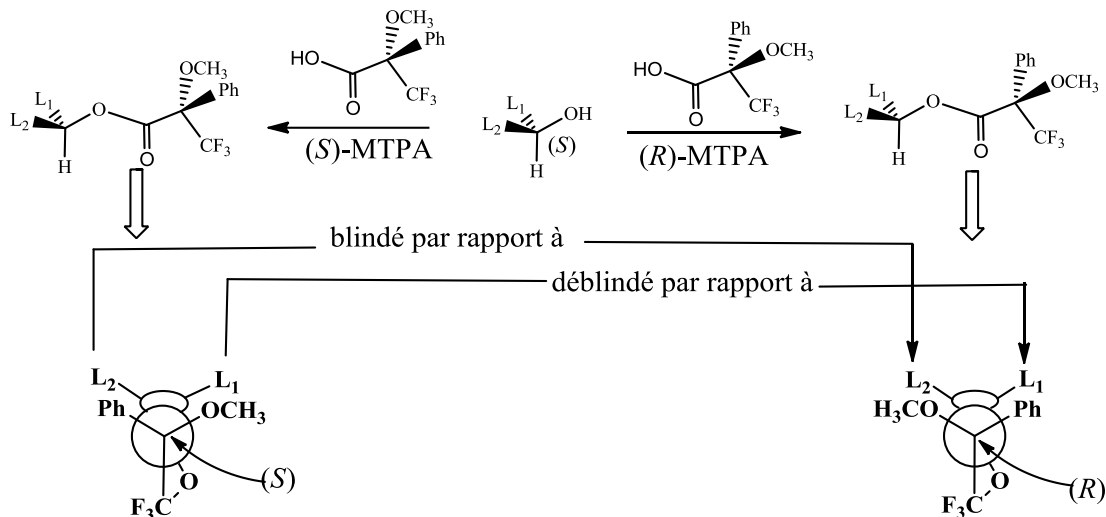 OCH₃
HO
Ph
O
CF₃
(S)-MTPA
L₁
L₂
O
OCH₃
Ph
O
CF₃
H
L₁
L₂
OH
(S)
H
Ph
HO
OCH₃
O
CF₃
(R)-MTPA
L₁
L₂
O
Ph
OCH₃
O
CF₃
H
blindé par rapport à
déblindé par rapport à
L₂ L₁
Ph OCH₃
O
F₃C
(S)
L₂ L₁
H₃CO Ph
O
F₃C
(R)